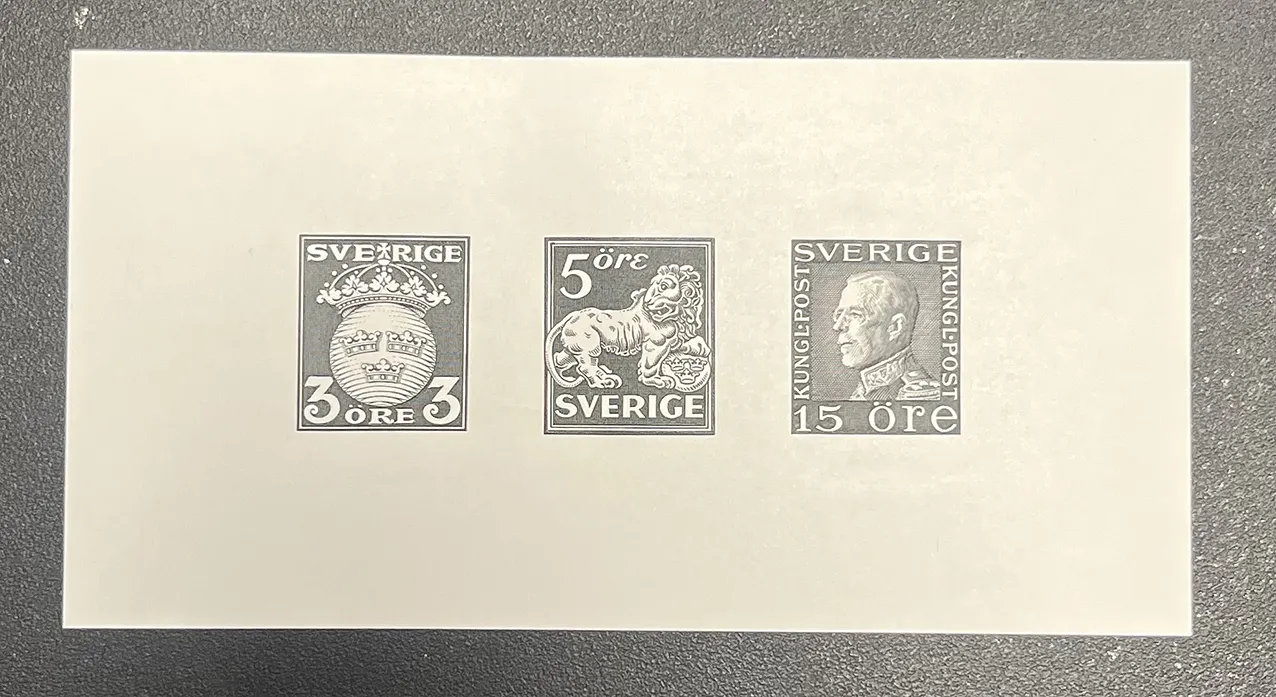 SVERIGE
3 ÖRE 3
5 öre
SVERIGE
SVERIGE
KUNGL·POST
KUNGL·POST
15 öre